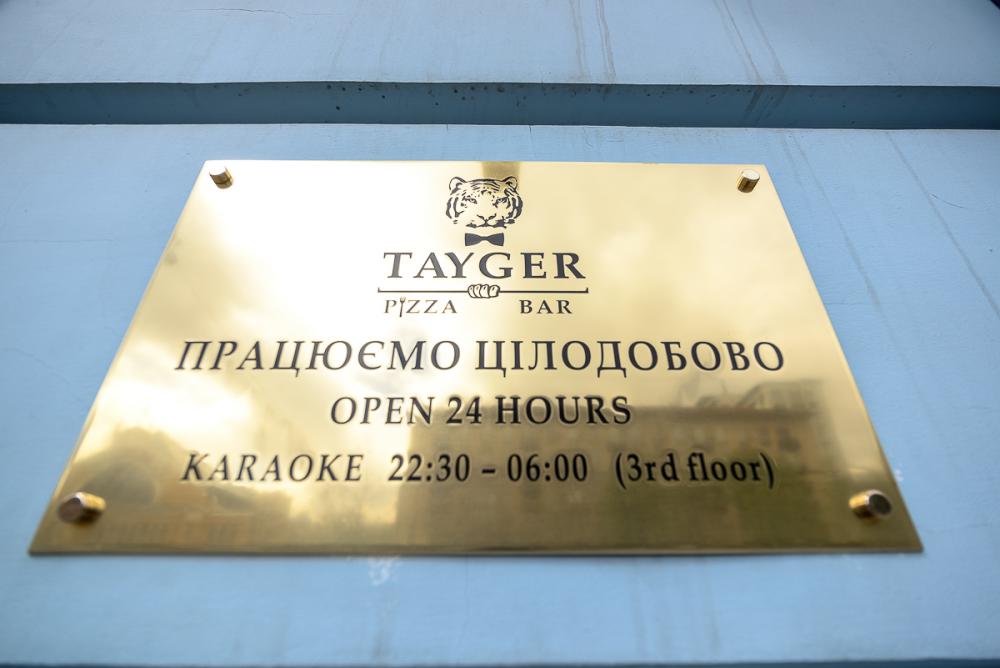 TAYGER
PIZZA BAR
ПРАЦЮЄМО ЦІЛОДОБОВО
OPEN 24 HOURS
KARAOKE 22:30 – 06:00 (3rd floor)